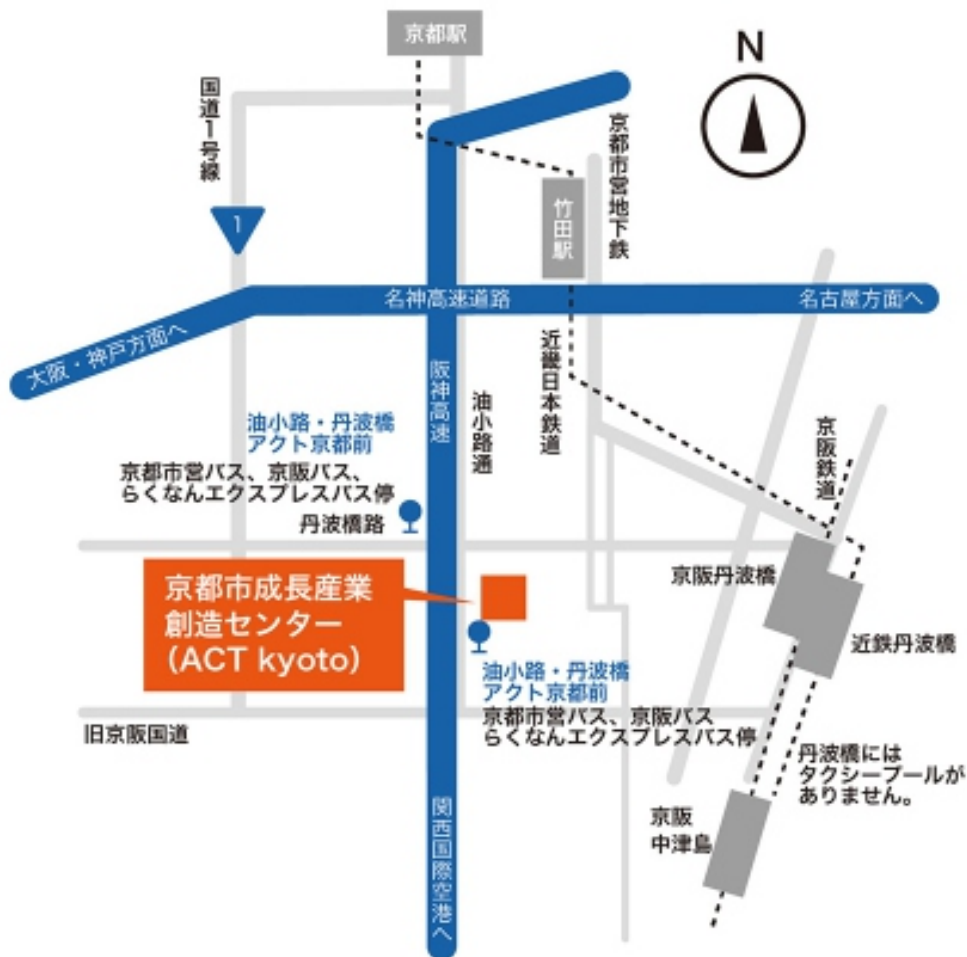 京都駅
N
国道1号線
京都市営地下鉄
竹田駅
1
名神高速道路
名古屋方面へ
大阪・神戸方面へ
阪神高速
油小路通
近畿日本鉄道
京阪鉄道
油小路・丹波橋
アクト京都前
京都市営バス、京阪バス、
らくなんエクスプレスバス停
丹波橋路
京都市成長産業
創造センター
(ACT kyoto)
京阪丹波橋
近鉄丹波橋
油小路・丹波橋
アクト京都前
京都市営バス、京阪バス
らくなんエクスプレスバス停
旧京阪国道
丹波橋には
タクシープールが
ありません。
京阪
中津島
関西国際空港へ